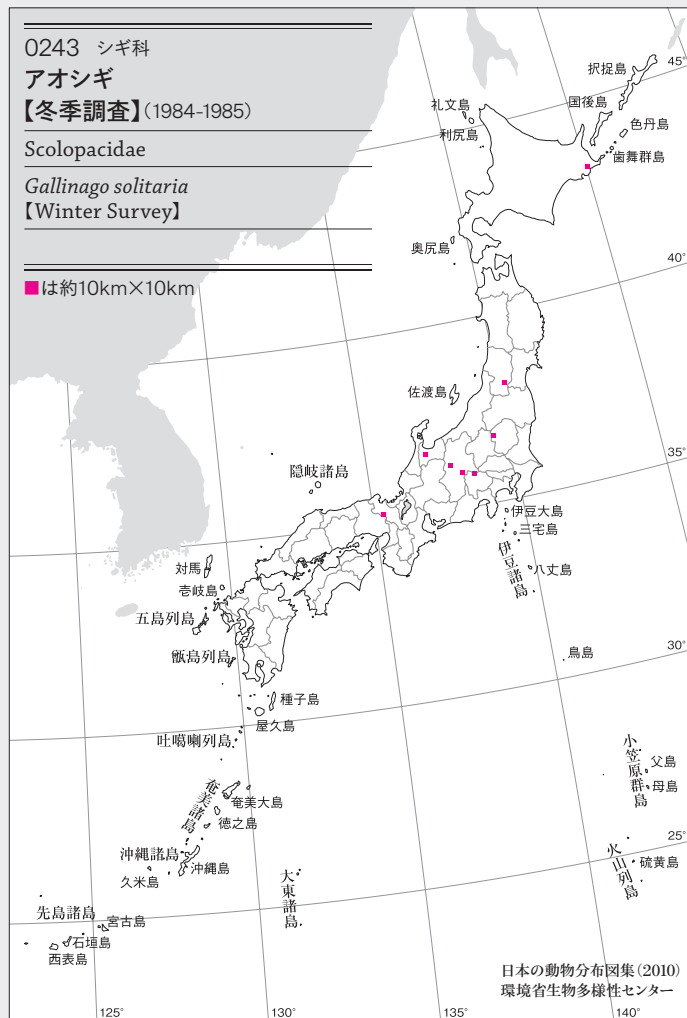 0243 シギ科
アオシギ
【冬季調査】(1984-1985)
Scolopacidae
Gallinago solitaria
【Winter Survey】
■は約10km×10km
択捉島
45°
国後島
礼文島
色丹島
利尻島
歯舞群島
奥尻島
40°
佐渡島
35°
隠岐諸島
伊豆大島
三宅島
伊豆諸島
八丈島
対馬
壱岐島
五島列島
甑島列島
鳥島
30°
種子島
屋久島
吐噶喇列島
小笠原群島
父島
母島
奄美諸島
奄美大島
徳之島
25°
沖縄諸島
沖縄島
久米島
火山列島
硫黄島
大東諸島
先島諸島
宮古島
石垣島
西表島
日本の動物分布図集(2010)
環境省生物多様性センター
125°
130°
135°
140°